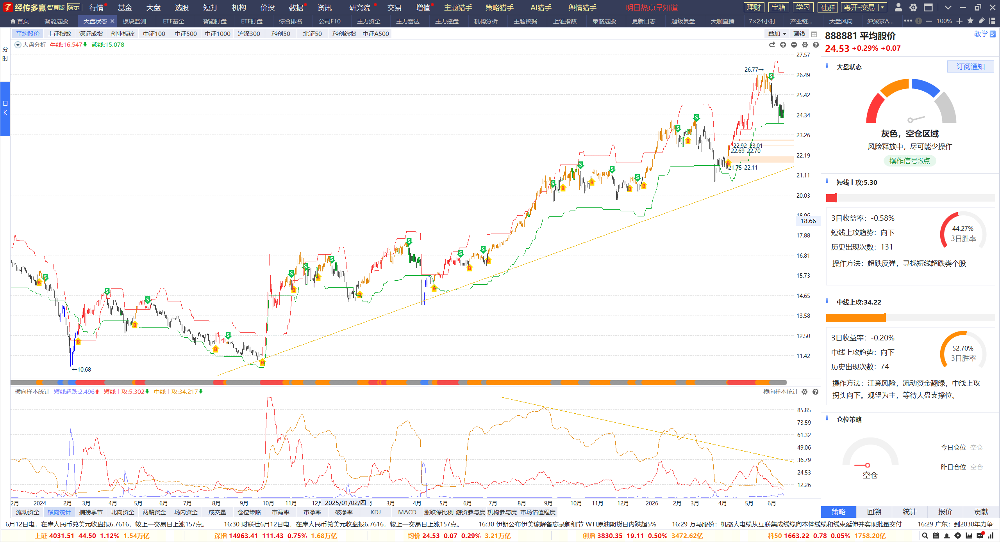 经传多赢 智尊版 演示 行情 基金 大盘 选股 短打 机构 价投 数据 资讯 研究院 交易 增值 主题猎手 策略猎手 AI猎手 舆情猎手 明日热点早知道 理财 宝箱 学习 社群 粤开-交易
首页 智能选股 大盘状态 板块监测 ETF基金 智能盯盘 ETF盯盘 综合排名 公司F10 主力资金 主力雷达 主力控盘 机构分析 主题挖掘 上证指数 策略选股 更新日志 超级复盘 大咖直播 7×24小时 产业链... 大盘风向 沪深京A... 100%
平均股价 上证指数 深证成指 创业板综 中证100 中证500 中证1000 沪深300 科创50 北证50 科创综指 中证A500 叠加 画线
大盘分析 牛线:16.547 熊线:15.078
分时
日K
27.57
26.49
25.42
24.34
23.26
22.19
21.11
20.03
18.96
18.66
17.88
16.81
15.73
14.65
13.58
12.50
11.42
26.77→
22.92-23.01
22.69-22.70
21.75-22.11
←10.68
横向样本统计 短线超跌:2.496 短线上攻:5.302 中线上攻:34.217 横向样本统计
85.85
73.59
61.32
49.06
36.79
24.53
12.26
2月 2024 2月 3月 4月 5月 6月 7月 8月 9月 10月 11月 12月 2025/01/02/四 3月 4月 5月 6月 7月 8月 9月 10月 11月 12月 2026 2月 3月 4月 5月 6月
流动资金 横向统计 捕捞季节 北向资金 两融资金 场内资金 成交量 仓位策略 市盈率 市净率 破净率 KDJ MACD 涨跌停比例 游资参与度 机构参与度 市场估值程度
888881 平均股价 教学
24.53 +0.29% +0.07
大盘状态 订阅通知
灰色，空仓区域
风险释放中，尽可能少操作
操作信号:S点
短线上攻:5.30
3日收益率：-0.58%
短线上攻趋势：向下
历史出现次数：131
44.27%
3日胜率
操作方法：超跌反弹，寻找短线超跌类个股
中线上攻:34.22
3日收益率：-0.20%
中线上攻趋势：向下
历史出现次数：74
52.70%
3日胜率
操作方法：注意风险，流动资金翻绿，中线上攻
拐头向下。观望为主，等待大盘支撑位。
仓位策略
今日仓位 空仓
昨日仓位 空仓
空仓
策略 回溯 统计 报价 贡献
6月12日电，在岸人民币兑美元收盘报6.7616，较上一交易日上涨157点。 16:30 财联社6月12日电，在岸人民币兑美元收盘报6.7616，较上一交易日上涨157点。 16:30 伊朗公布伊美谅解备忘录新细节 WTI原油期货日内跌超5% 16:29 万马股份：机器人电缆从互联集成线缆向本体线缆和线束延伸并实现批量交付 16:29 广东：到2030年力争
上证 4031.51 44.50 1.12% 1.54万亿 深指 14963.41 111.43 0.75% 1.68万亿 均价 24.53 0.07 0.29% 3.21万亿 创指 3830.35 19.11 0.50% 3472.62亿 科50 1663.22 0.78 0.05% 1758.20亿